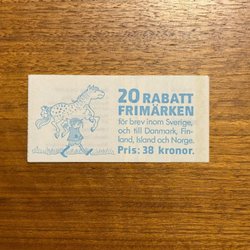 20 RABATT
FRIMÄRKEN
för brev inom Sverige,
och till Danmark, Fin-
land, Island och Norge.
Pris: 38 kronor.